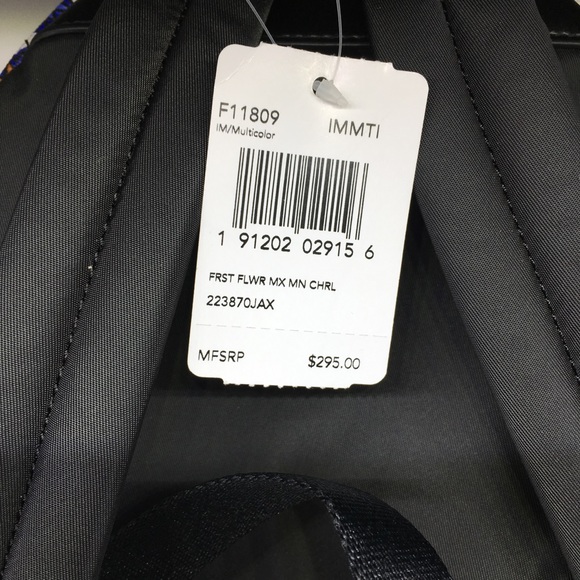 F11809 IMMTI
IM/Multicolor
1 91202 02915 6
FRST FLWR MX MN CHRL
223870JAX
MFSRP $295.00